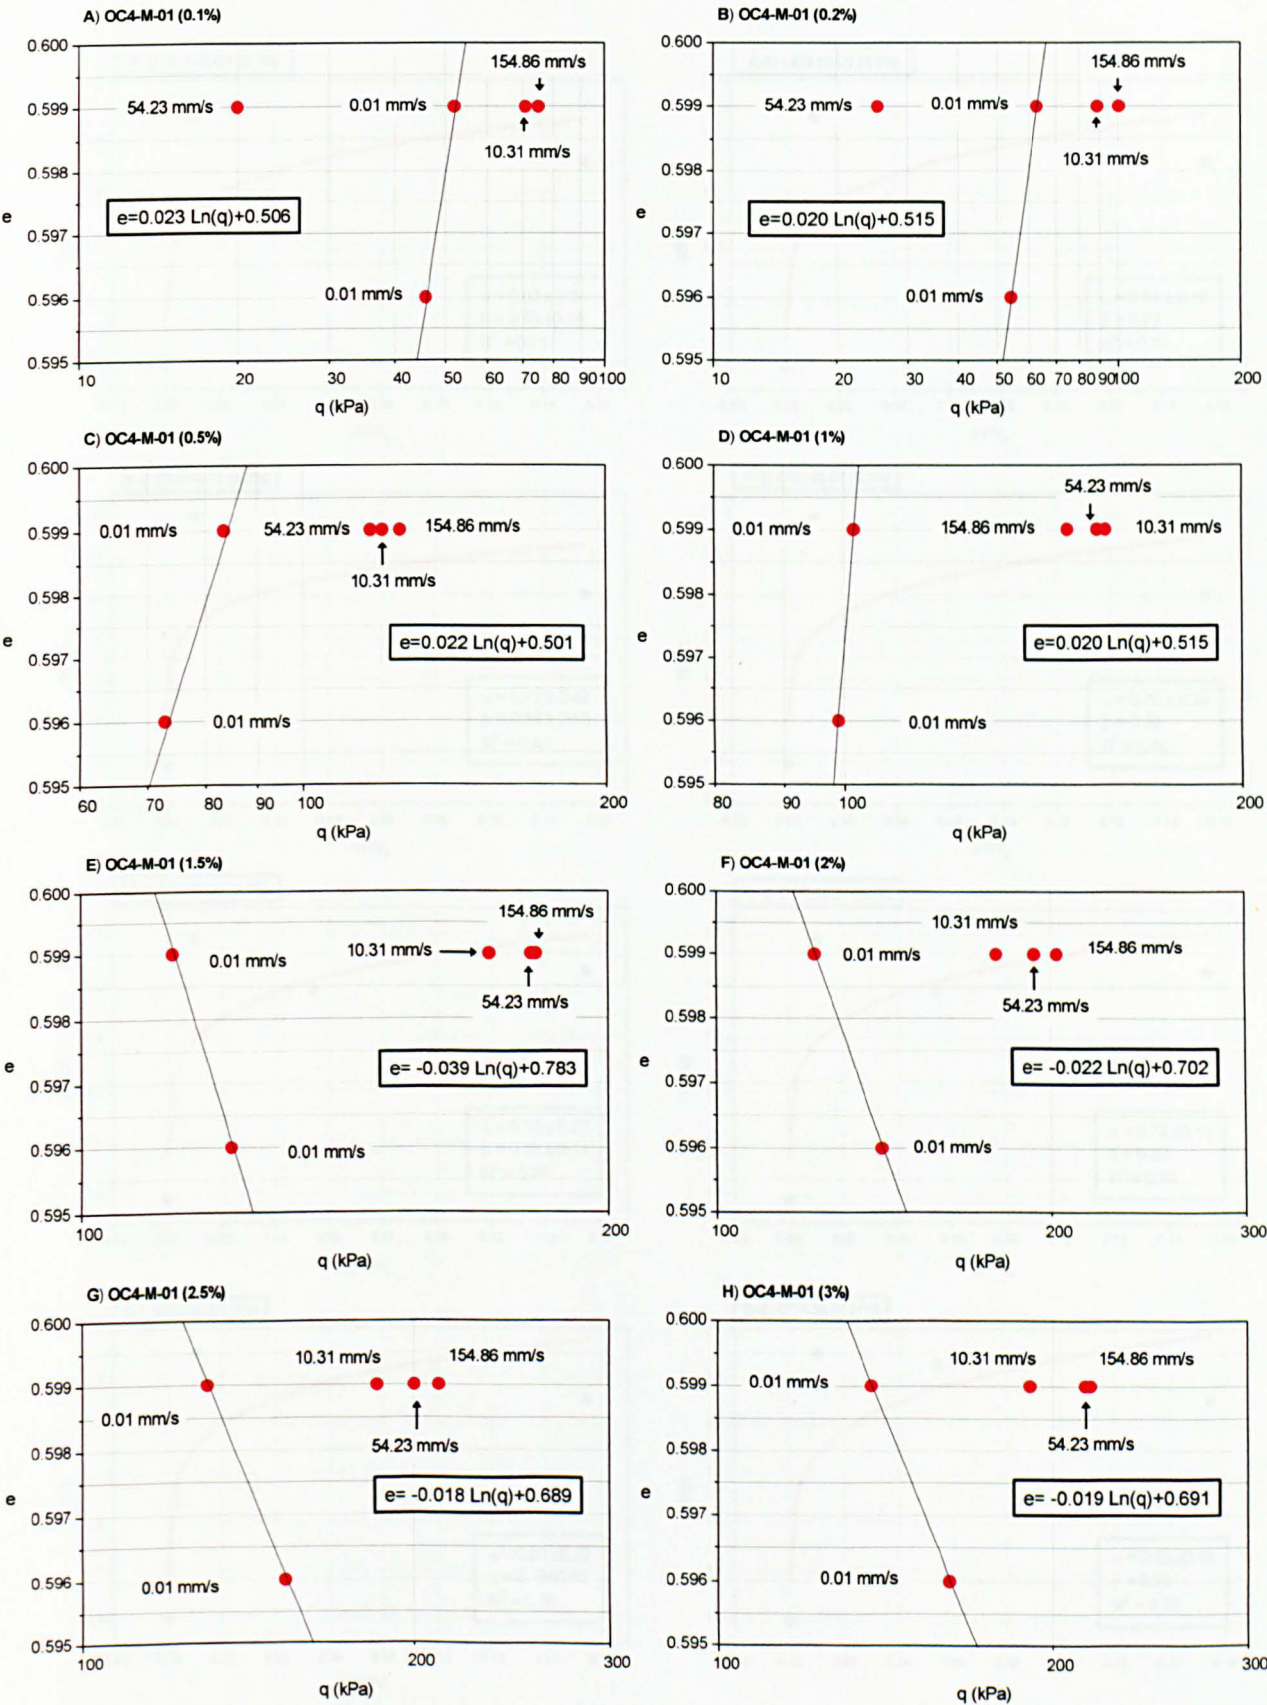 A) OC4-M-01 (0.1%)
0.600
0.599
0.598
0.597
0.596
0.595
e
154.86 mm/s
54.23 mm/s
0.01 mm/s
10.31 mm/s
e=0.023 Ln(q)+0.506
0.01 mm/s
10 20 30 40 50 60 70 80 90 100
q (kPa)
B) OC4-M-01 (0.2%)
0.600
0.599
0.598
0.597
0.596
0.595
e
154.86 mm/s
54.23 mm/s
0.01 mm/s
10.31 mm/s
e=0.020 Ln(q)+0.515
0.01 mm/s
10 20 30 40 50 60 70 80 90 100 200
q (kPa)
C) OC4-M-01 (0.5%)
0.600
0.599
0.598
0.597
0.596
0.595
e
0.01 mm/s
54.23 mm/s
154.86 mm/s
10.31 mm/s
e=0.022 Ln(q)+0.501
0.01 mm/s
60 70 80 90 100 200
q (kPa)
D) OC4-M-01 (1%)
0.600
0.599
0.598
0.597
0.596
0.595
e
54.23 mm/s
0.01 mm/s
154.86 mm/s
10.31 mm/s
e=0.020 Ln(q)+0.515
0.01 mm/s
80 90 100 200
q (kPa)
E) OC4-M-01 (1.5%)
0.600
0.599
0.598
0.597
0.596
0.595
e
154.86 mm/s
10.31 mm/s
0.01 mm/s
54.23 mm/s
e= -0.039 Ln(q)+0.783
0.01 mm/s
100 200
q (kPa)
F) OC4-M-01 (2%)
0.600
0.599
0.598
0.597
0.596
0.595
e
10.31 mm/s
0.01 mm/s
154.86 mm/s
54.23 mm/s
e= -0.022 Ln(q)+0.702
0.01 mm/s
100 200 300
q (kPa)
G) OC4-M-01 (2.5%)
0.600
0.599
0.598
0.597
0.596
0.595
e
10.31 mm/s
154.86 mm/s
0.01 mm/s
54.23 mm/s
e= -0.018 Ln(q)+0.689
0.01 mm/s
100 200 300
q (kPa)
H) OC4-M-01 (3%)
0.600
0.599
0.598
0.597
0.596
0.595
e
10.31 mm/s
154.86 mm/s
0.01 mm/s
54.23 mm/s
e= -0.019 Ln(q)+0.691
0.01 mm/s
100 200 300
q (kPa)